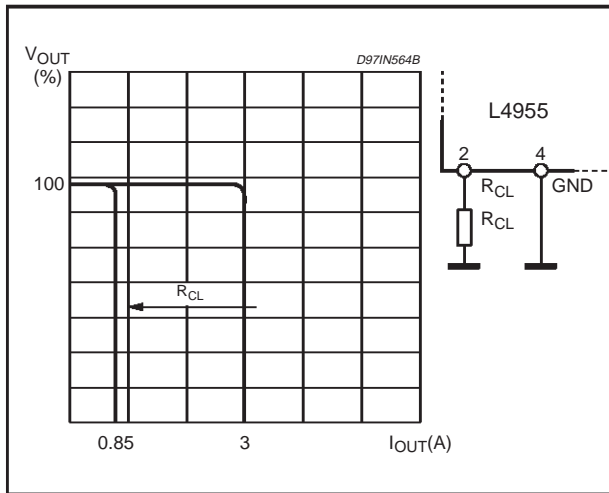 VOUT
(%)
D97IN564B
100
RCL
0.85
3
IOUT(A)
L4955
2
4
RCL
GND
RCL